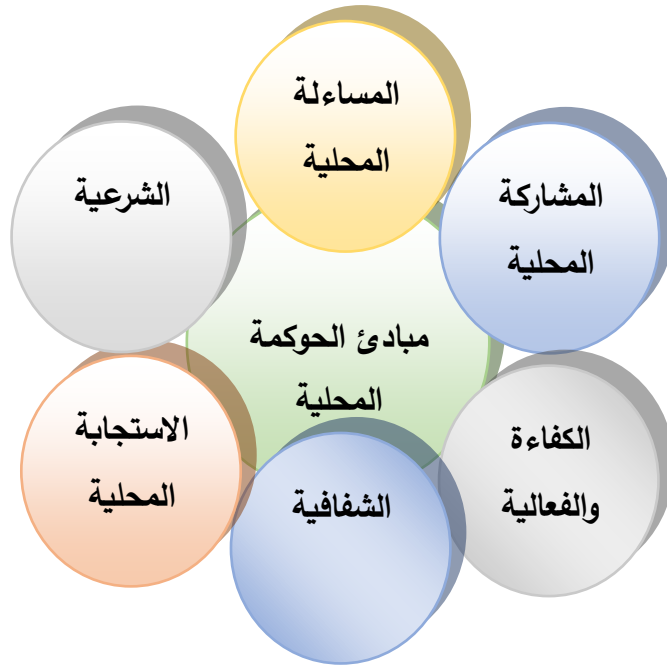 المساءلة
المحلية
المشاركة
المحلية
الشرعية
مبادئ الحوكمة
المحلية
الكفاءة
والفعالية
الاستجابة
المحلية
الشفافية